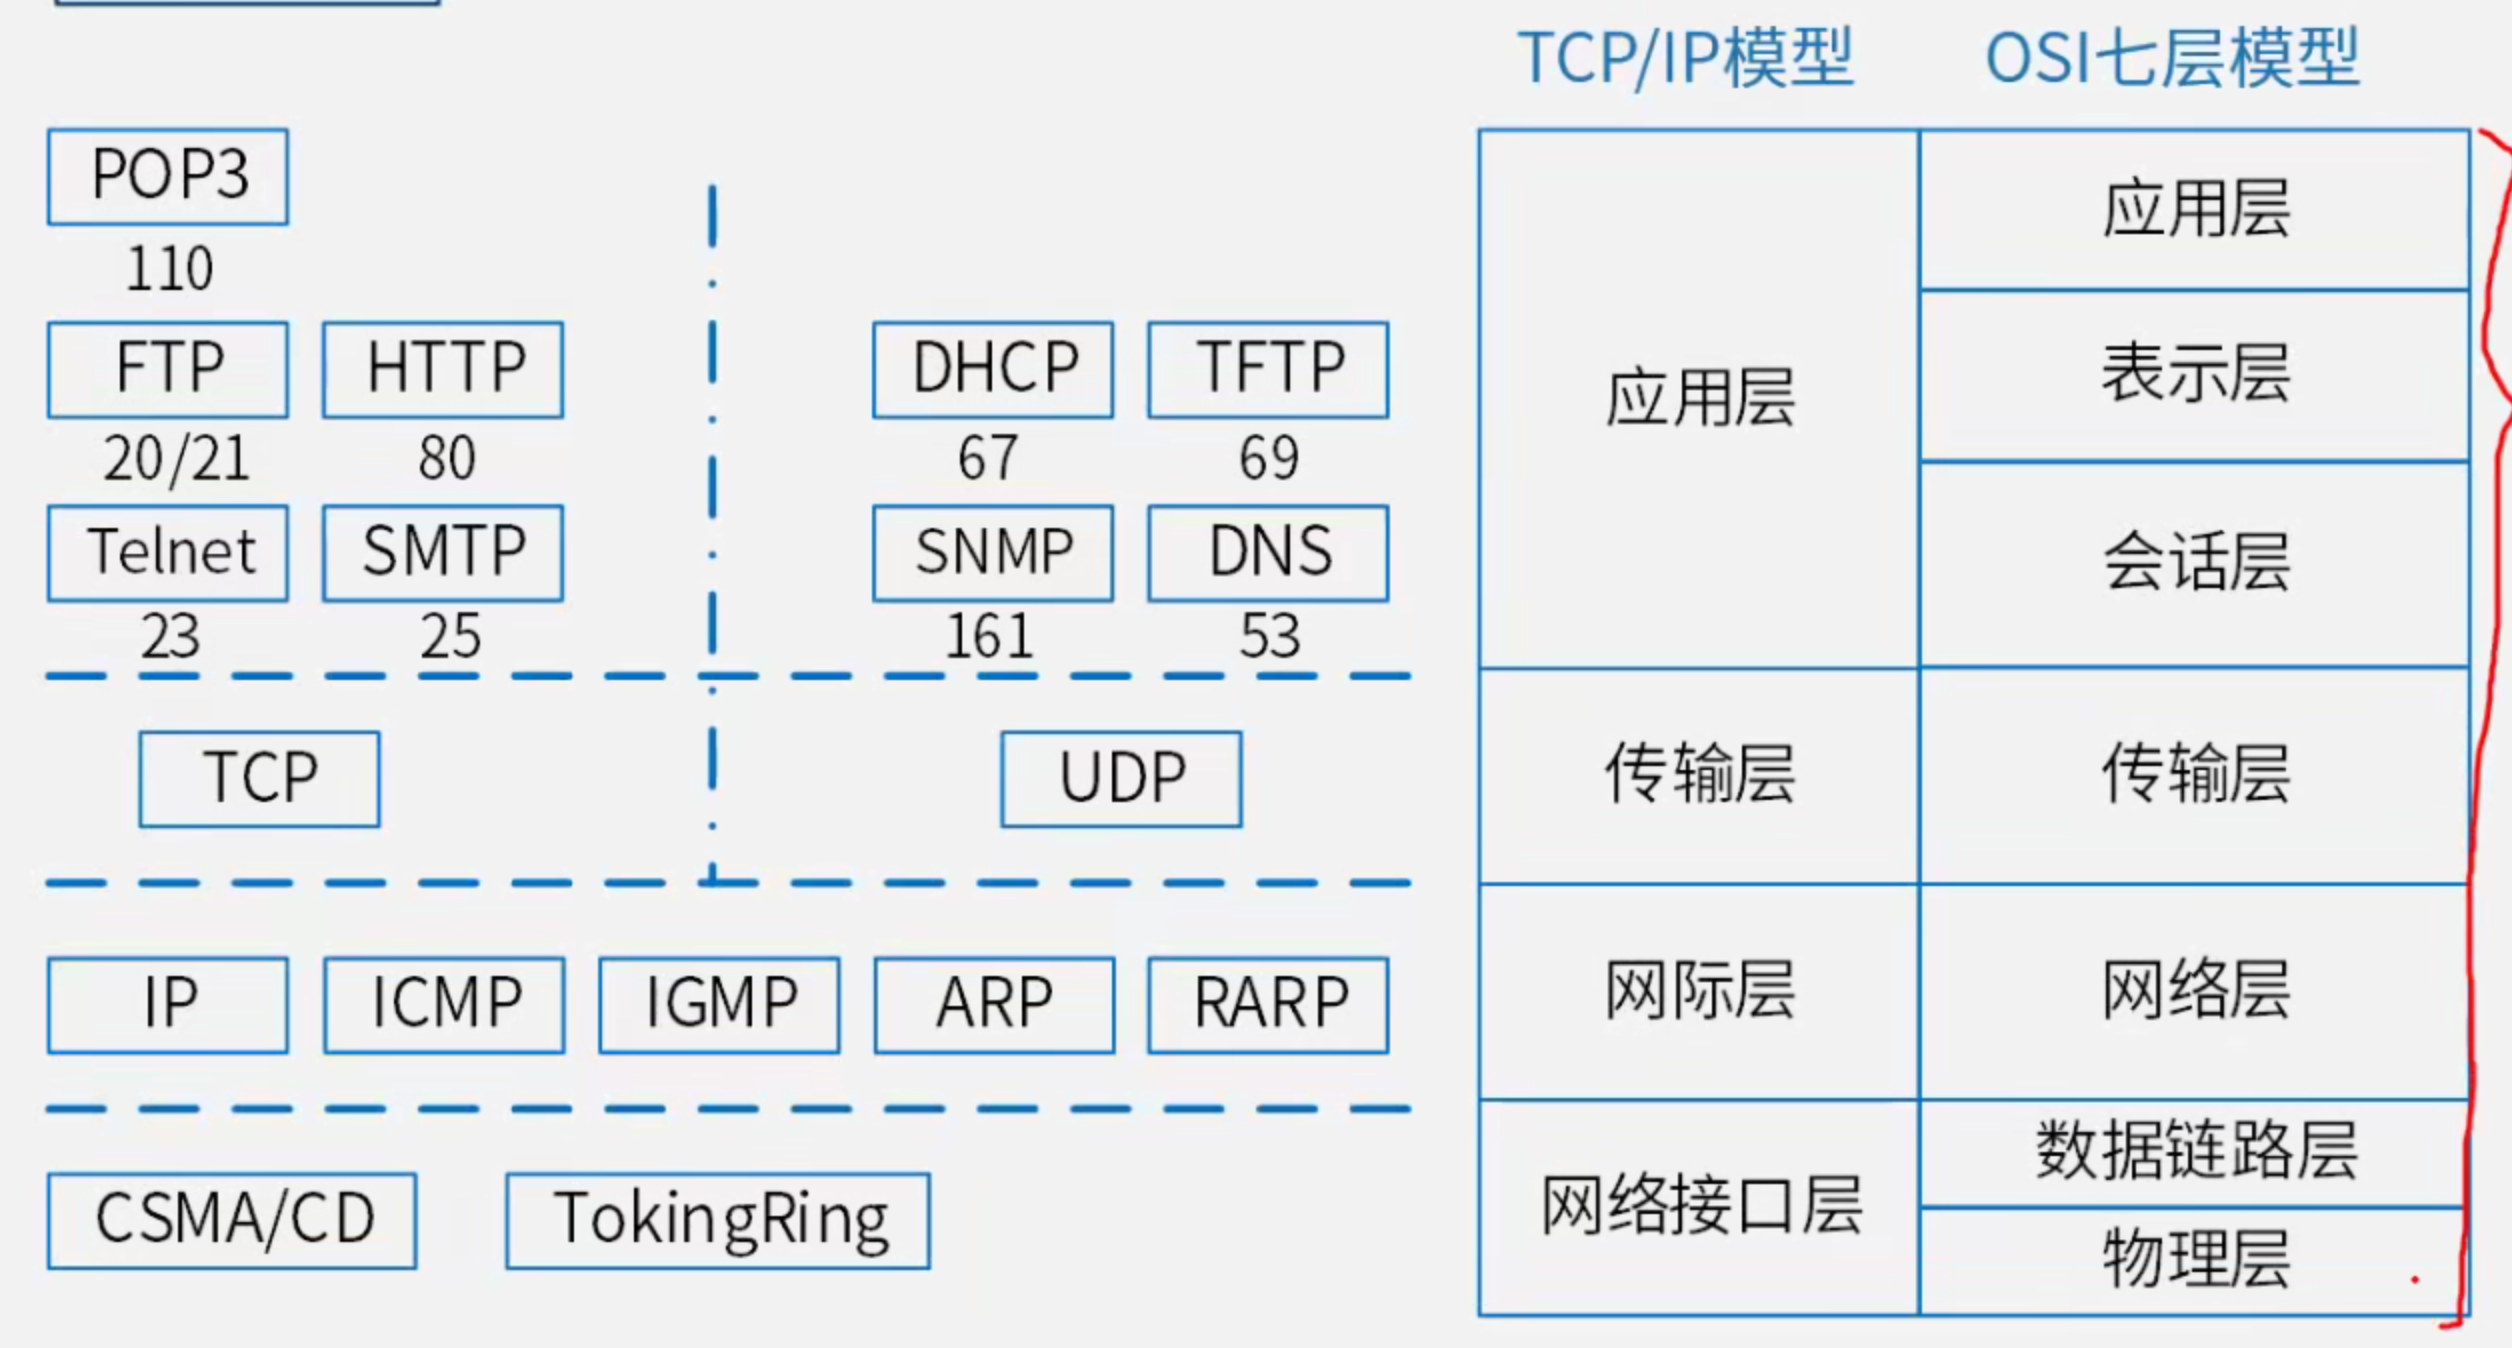 TCP/IP模型 OSI七层模型
POP3
110
FTP HTTP DHCP TFTP
20/21 80 67 69
Telnet SMTP SNMP DNS
23 25 161 53
应用层
应用层
表示层
会话层
TCP UDP
传输层 传输层
IP ICMP IGMP ARP RARP
网际层 网络层
CSMA/CD TokingRing
网络接口层
数据链路层
物理层